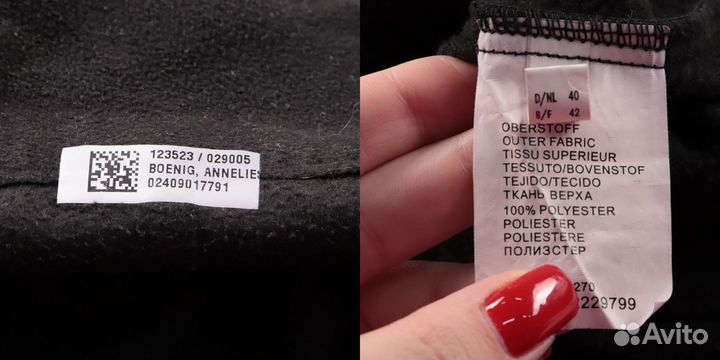 123523 / 029005
BOENIG, ANNELIES
02409017791
D/NL 40
B/F 42
OBERSTOFF
OUTER FABRIC
TISSU SUPERIEUR
TESSUTO/BOVENSTOF
TEJIDO/TECIDO
ТКАНЬ ВЕРХА
100% POLYESTER
POLIESTER
POLIESTERE
ПОЛИЭСТЕР
270
229799
Avito